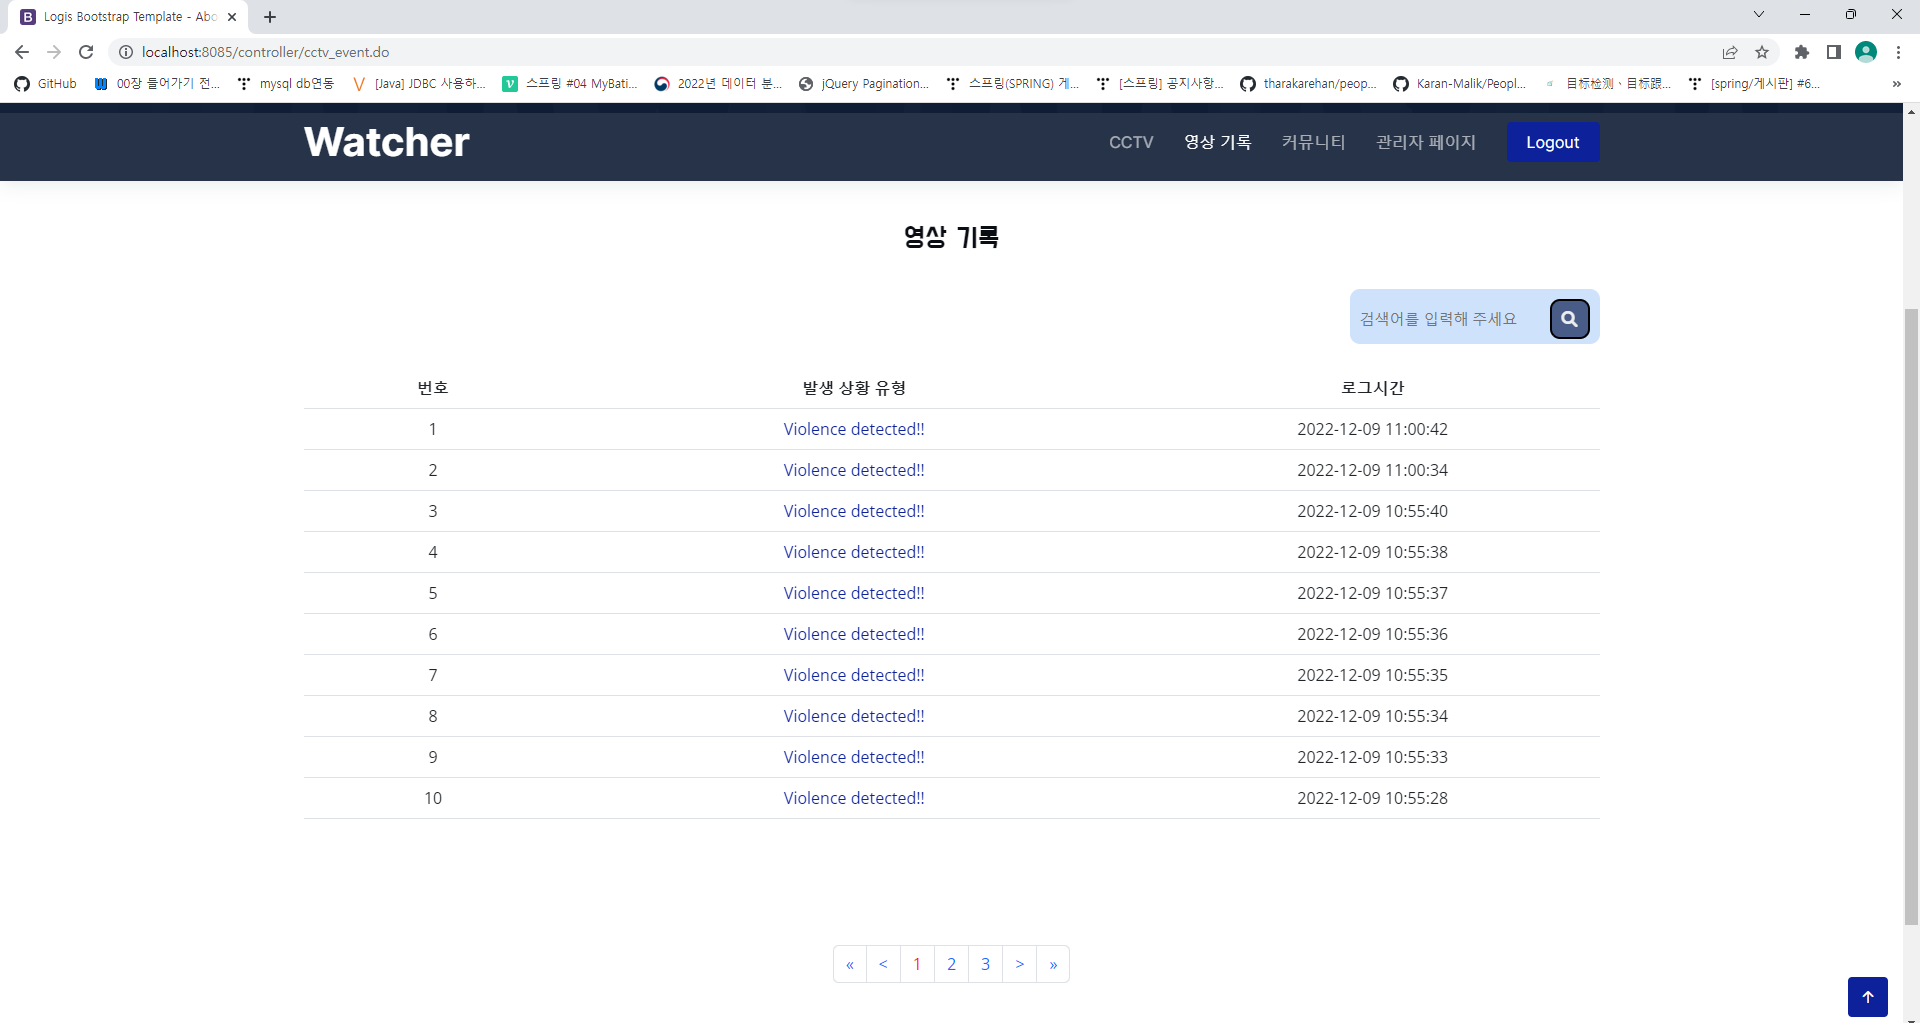 Logis Bootstrap Template - Abo
localhost:8085/controller/cctv_event.do
GitHub 00장 들어가기 전... mysql db연동 [Java] JDBC 사용하... 스프링 #04 MyBati... 2022년 데이터 분... jQuery Pagination... 스프링(SPRING) 게... [스프링] 공지사항... tharakarehan/peop... Karan-Malik/Peopl... 目标检测、目标跟... [spring/게시판] #6... »
Watcher CCTV 영상 기록 커뮤니티 관리자 페이지 Logout
영상 기록
검색어를 입력해 주세요
번호 발생 상황 유형 로그시간
1 Violence detected!! 2022-12-09 11:00:42
2 Violence detected!! 2022-12-09 11:00:34
3 Violence detected!! 2022-12-09 10:55:40
4 Violence detected!! 2022-12-09 10:55:38
5 Violence detected!! 2022-12-09 10:55:37
6 Violence detected!! 2022-12-09 10:55:36
7 Violence detected!! 2022-12-09 10:55:35
8 Violence detected!! 2022-12-09 10:55:34
9 Violence detected!! 2022-12-09 10:55:33
10 Violence detected!! 2022-12-09 10:55:28
« < 1 2 3 > »